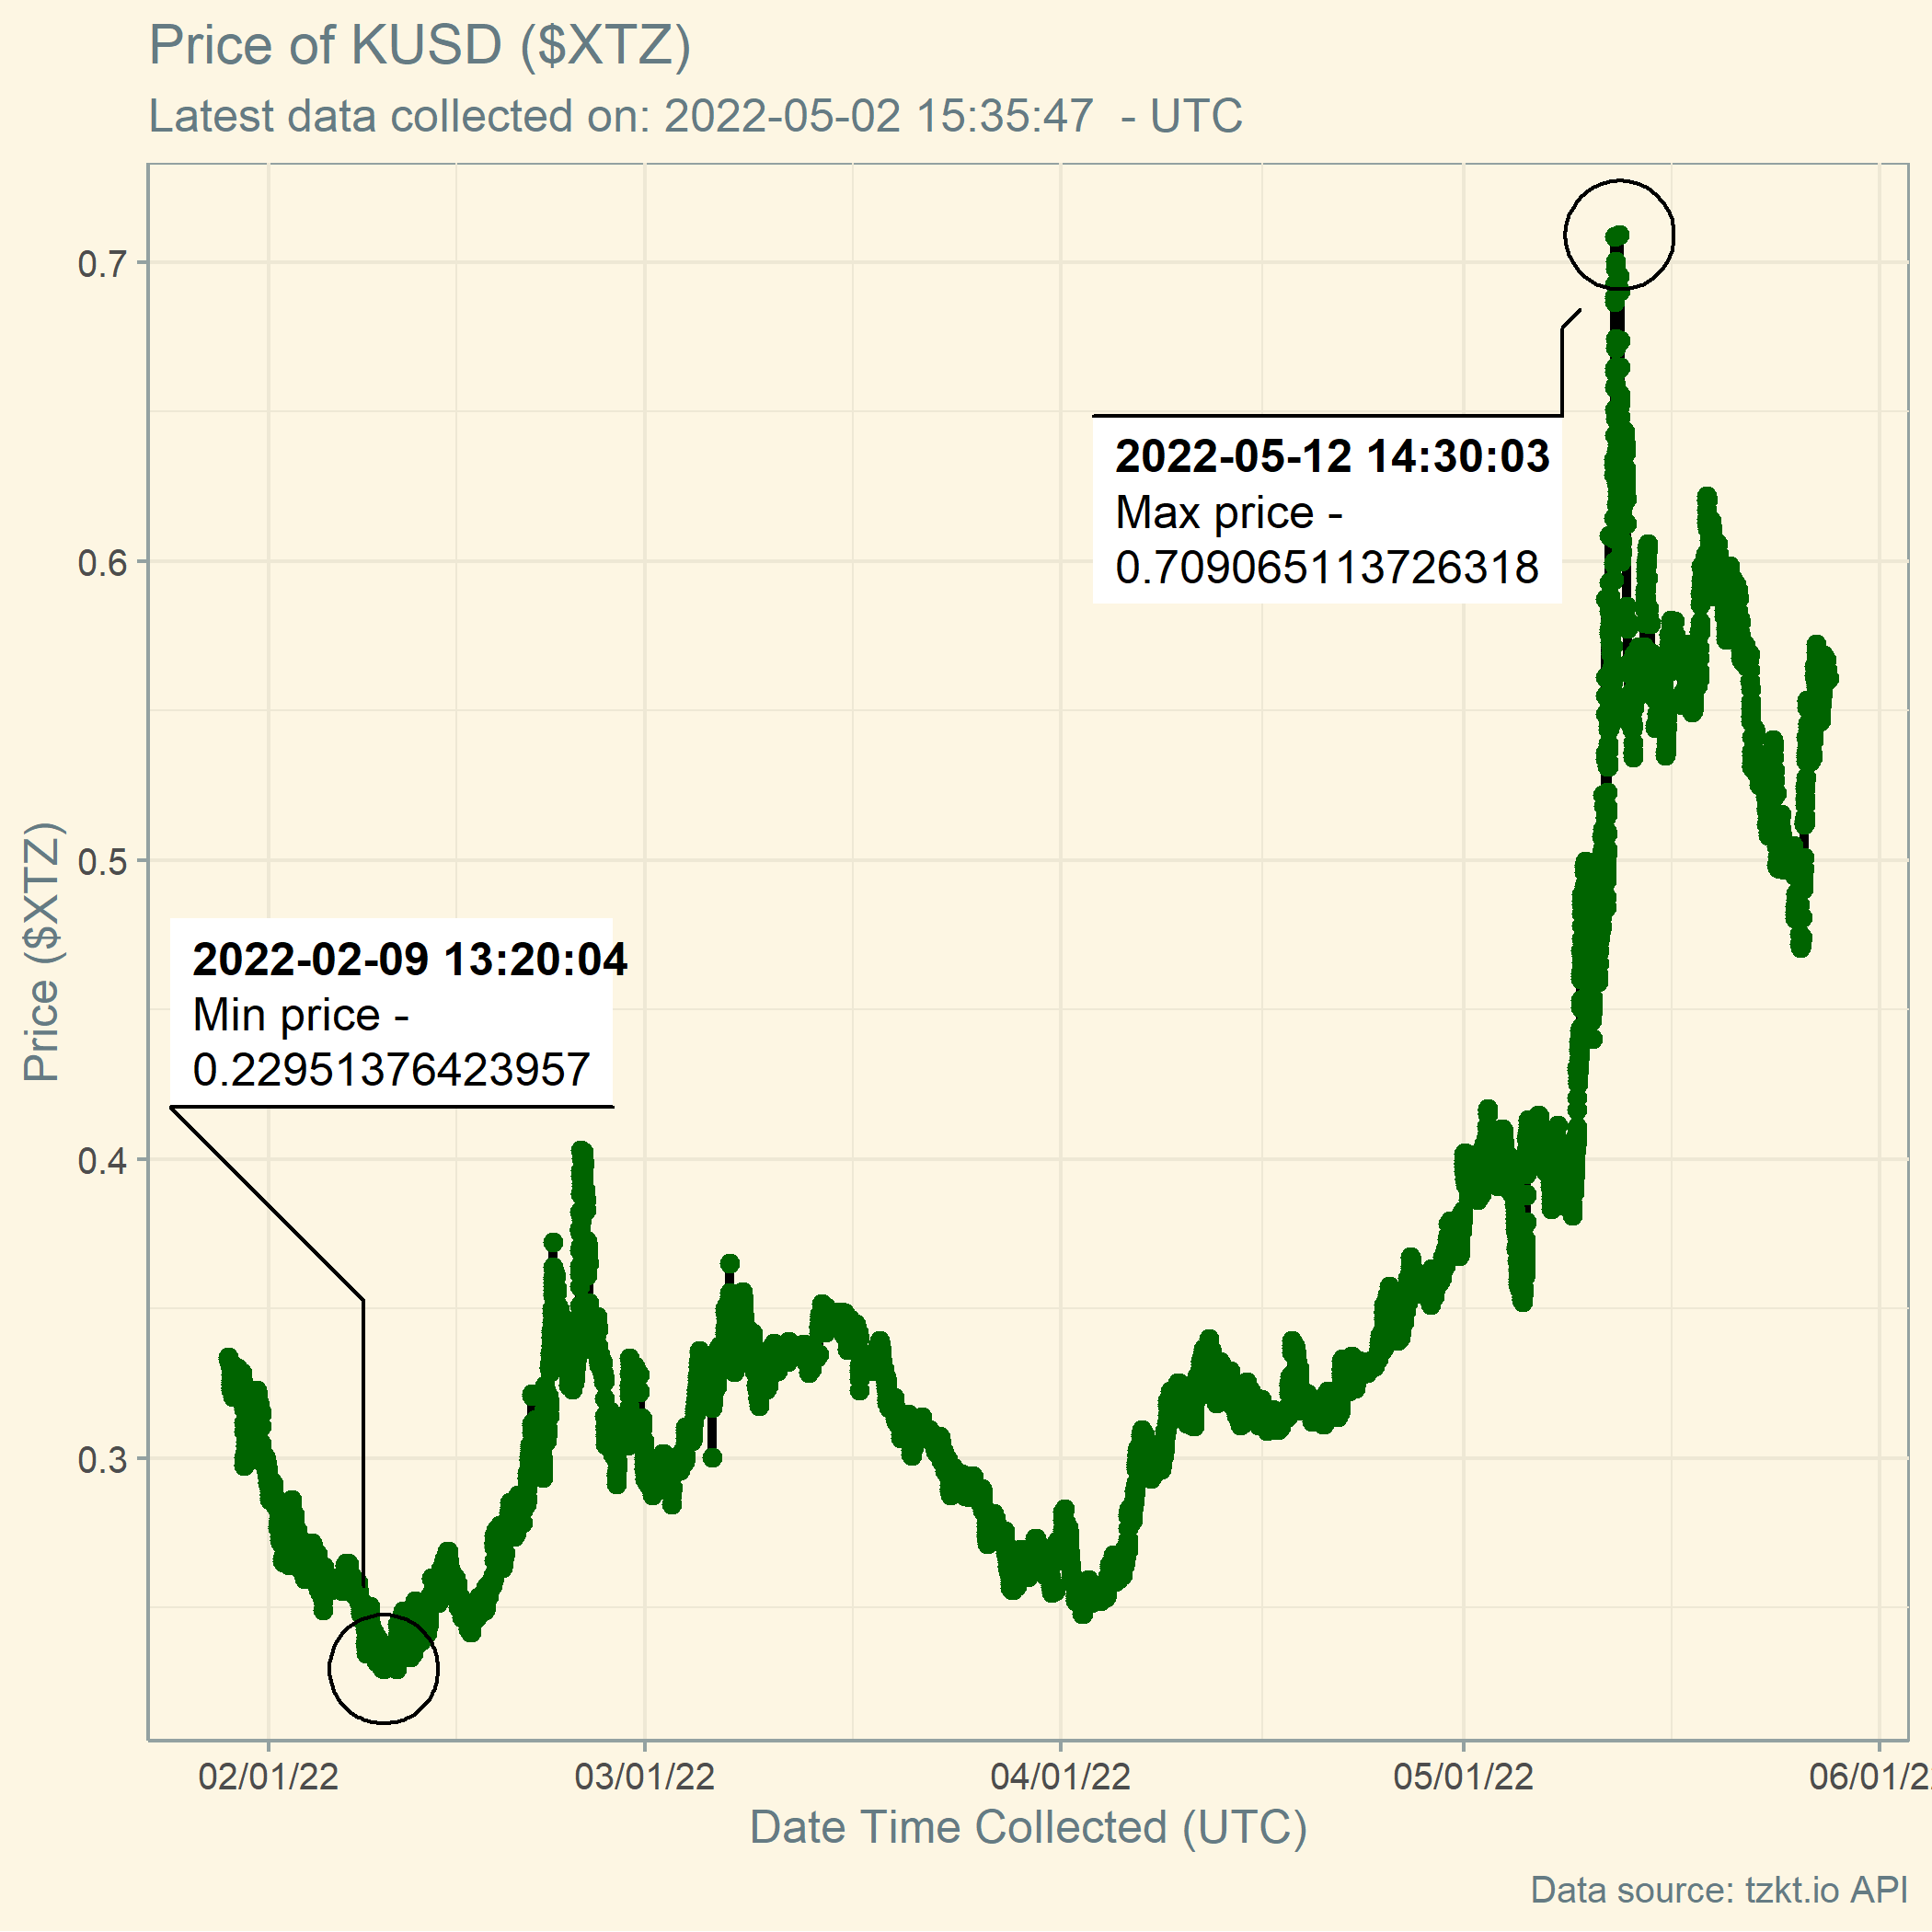 Price of KUSD ($XTZ)
Latest data collected on: 2022-05-02 15:35:47  - UTC
0.7
0.6
0.5
0.4
0.3
Price ($XTZ)
2022-05-12 14:30:03
Max price -
0.709065113726318
2022-02-09 13:20:04
Min price -
0.22951376423957
02/01/22
03/01/22
04/01/22
05/01/22
06/01/2
Date Time Collected (UTC)
Data source: tzkt.io API